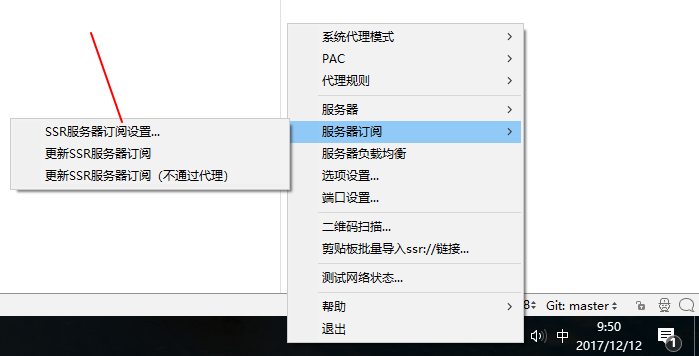 系统代理模式
PAC
代理规则
服务器
服务器订阅
服务器负载均衡
选项设置...
端口设置...
二维码扫描...
剪贴板批量导入ssr://链接...
测试网络状态...
帮助
退出
SSR服务器订阅设置...
更新SSR服务器订阅
更新SSR服务器订阅（不通过代理）
8 Git: master
中
9:50
2017/12/12
1